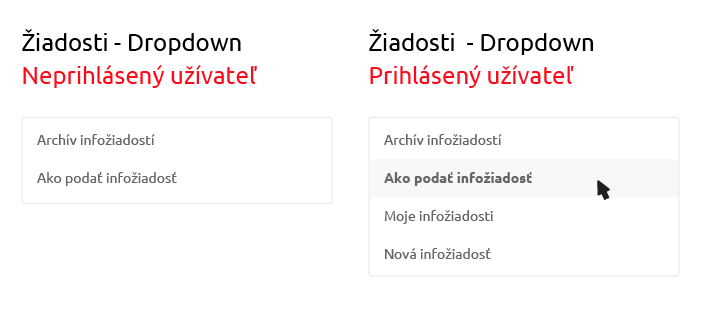 Žiadosti - Dropdown
Neprihlásený užívateľ
Archív infožiadostí
Ako podať infožiadosť
Žiadosti - Dropdown
Prihlásený užívateľ
Archív infožiadostí
Ako podať infožiadosť
Moje infožiadosti
Nová infožiadosť